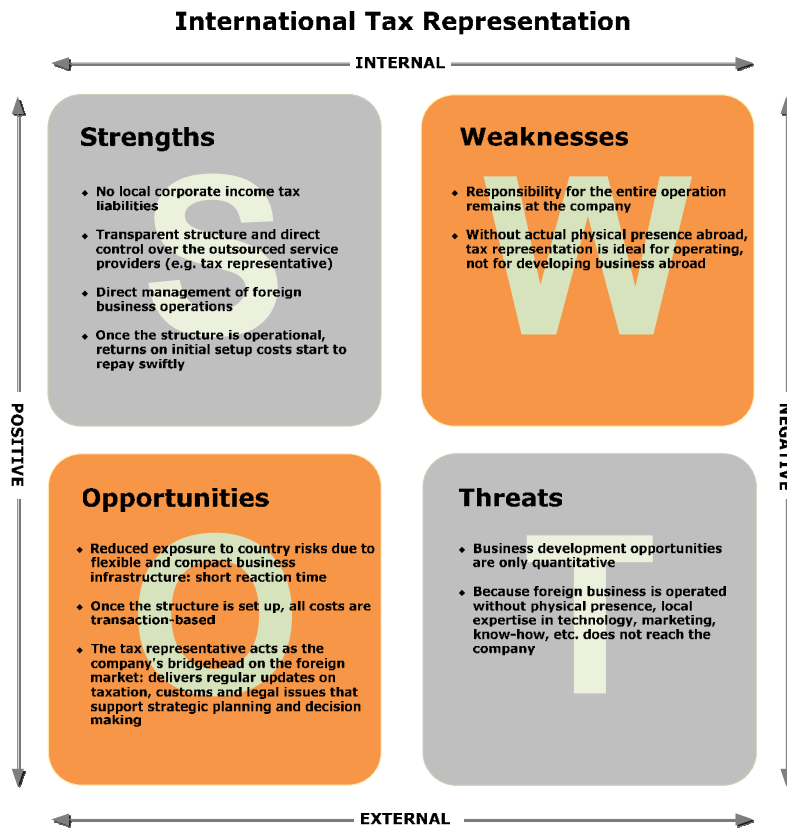 International Tax Representation
INTERNAL
POSITIVE
NEGATIVE
Strengths
S
◆ No local corporate income tax
liabilities
◆ Transparent structure and direct
control over the outsourced service
providers (e.g. tax representative)
◆ Direct management of foreign
business operations
◆ Once the structure is operational,
returns on initial setup costs start to
repay swiftly
Weaknesses
W
◆ Responsibility for the entire operation
remains at the company
◆ Without actual physical presence abroad,
tax representation is ideal for operating,
not for developing business abroad
Opportunities
O
◆ Reduced exposure to country risks due to
flexible and compact business
infrastructure: short reaction time
◆ Once the structure is set up, all costs are
transaction-based
◆ The tax representative acts as the
company's bridgehead on the foreign
market: delivers regular updates on
taxation, customs and legal issues that
support strategic planning and decision
making
Threats
T
◆ Business development opportunities
are only quantitative
◆ Because foreign business is operated
without physical presence, local
expertise in technology, marketing,
know-how, etc. does not reach the
company
EXTERNAL